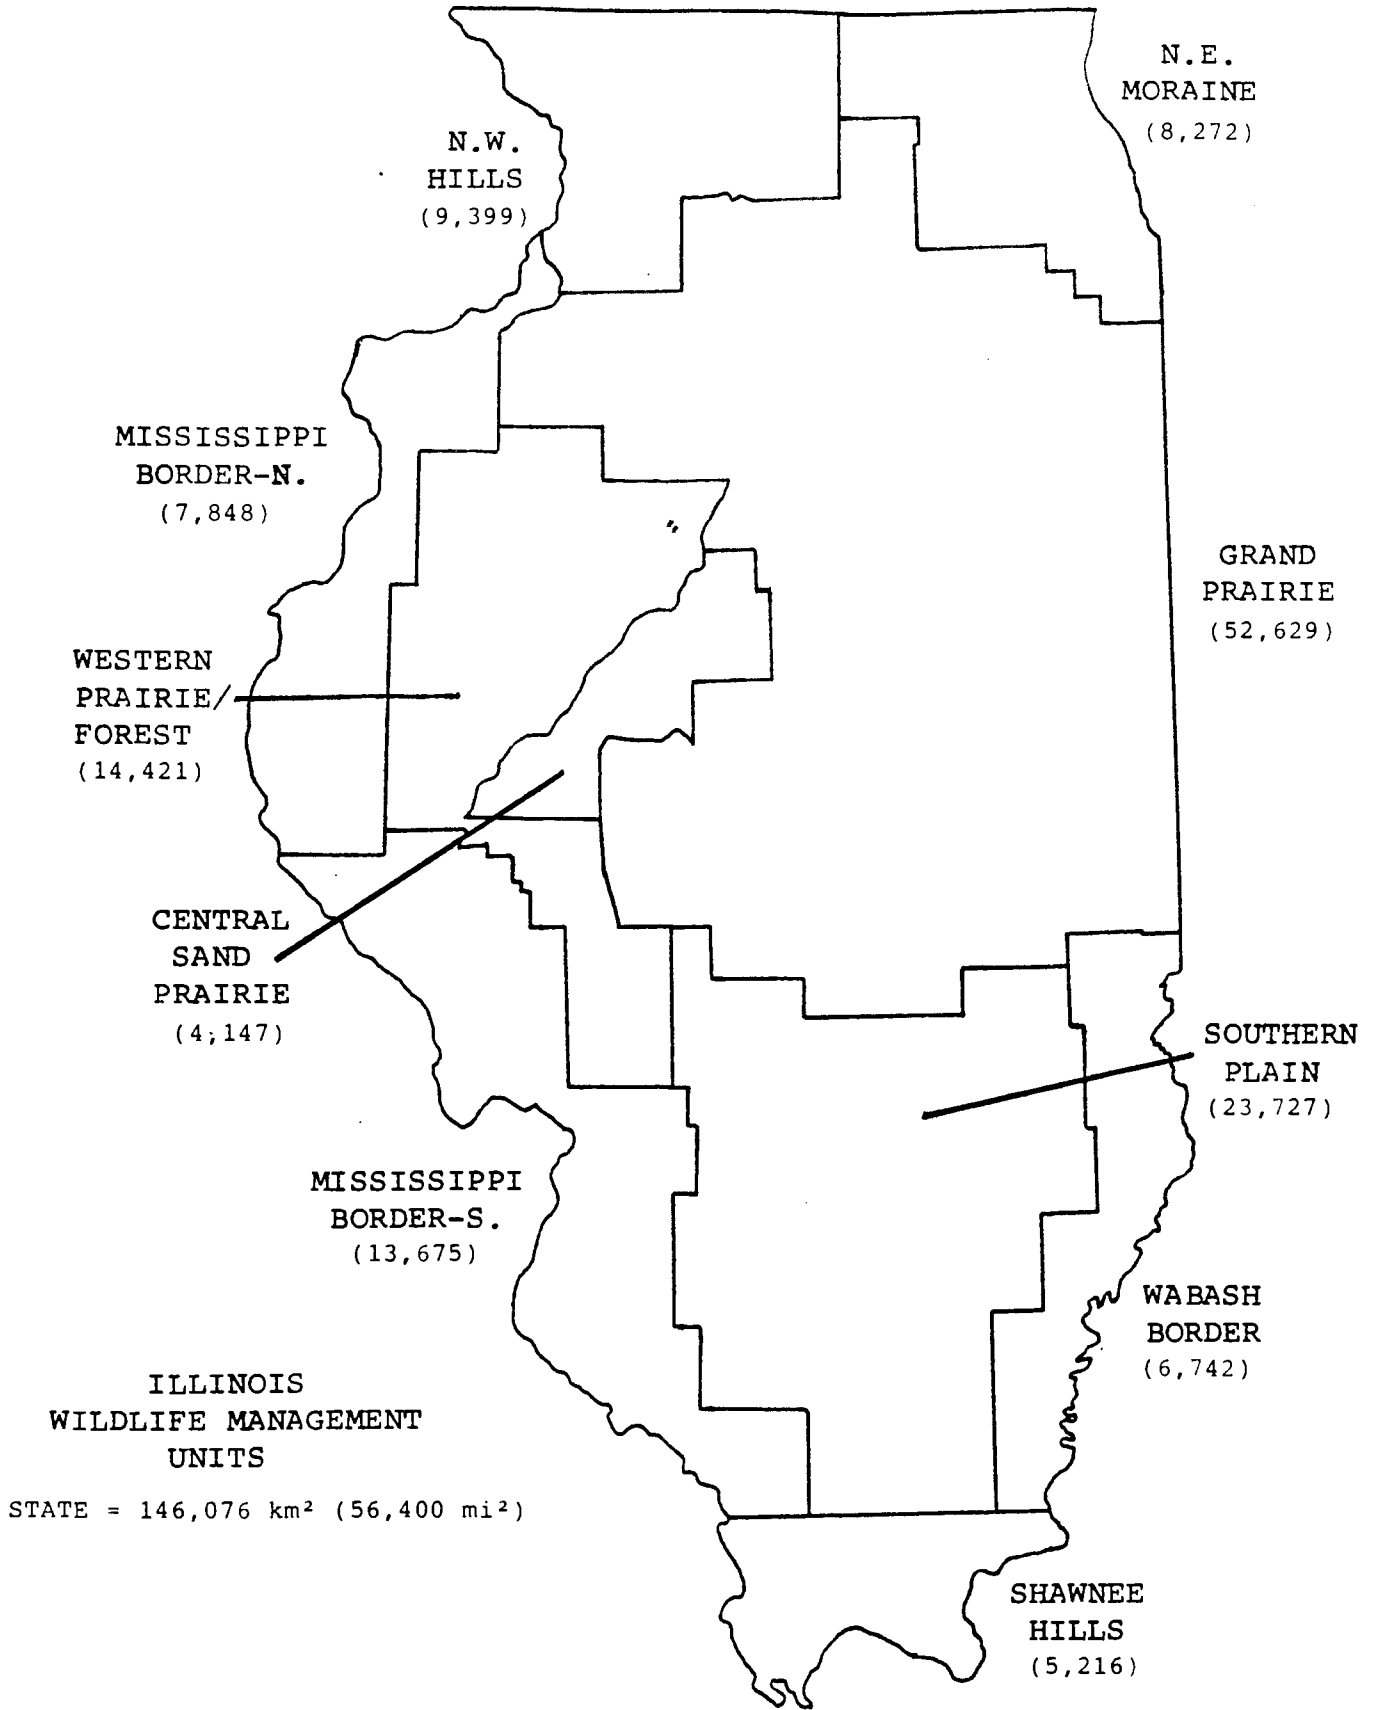 N.E.
MORAINE
(8,272)
N.W.
HILLS
(9,399)
MISSISSIPPI
BORDER-N.
(7,848)
GRAND
PRAIRIE
(52,629)
WESTERN
PRAIRIE/
FOREST
(14,421)
CENTRAL
SAND
PRAIRIE
(4;147)
SOUTHERN
PLAIN
(23,727)
MISSISSIPPI
BORDER-S.
(13,675)
WABASH
BORDER
(6,742)
ILLINOIS
WILDLIFE MANAGEMENT
UNITS
STATE = 146,076 km² (56,400 mi²)
SHAWNEE
HILLS
(5,216)